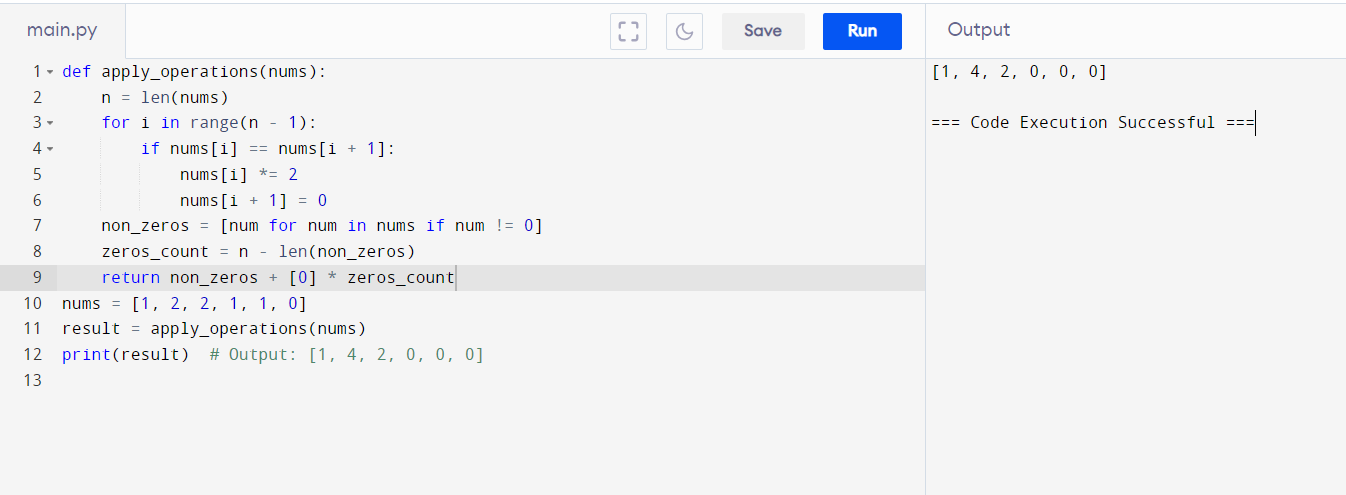 main.py Save Run Output
1 def apply_operations(nums):
2     n = len(nums)
3     for i in range(n - 1):
4         if nums[i] == nums[i + 1]:
5             nums[i] *= 2
6             nums[i + 1] = 0
7     non_zeros = [num for num in nums if num != 0]
8     zeros_count = n - len(non_zeros)
9     return non_zeros + [0] * zeros_count
10 nums = [1, 2, 2, 1, 1, 0]
11 result = apply_operations(nums)
12 print(result)  # Output: [1, 4, 2, 0, 0, 0]
13
[1, 4, 2, 0, 0, 0]
=== Code Execution Successful ===